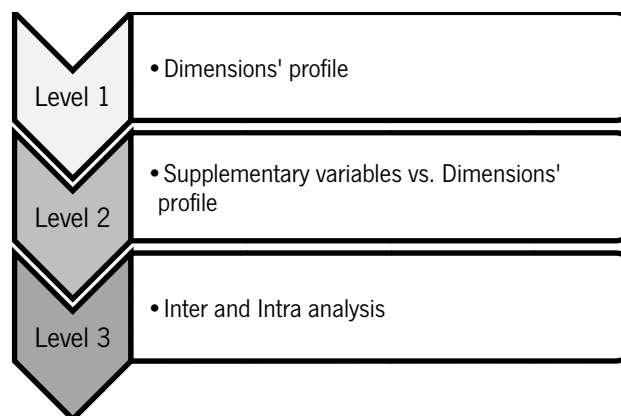 Level 1
• Dimensions' profile
Level 2
• Supplementary variables vs. Dimensions'
profile
Level 3
• Inter and Intra analysis